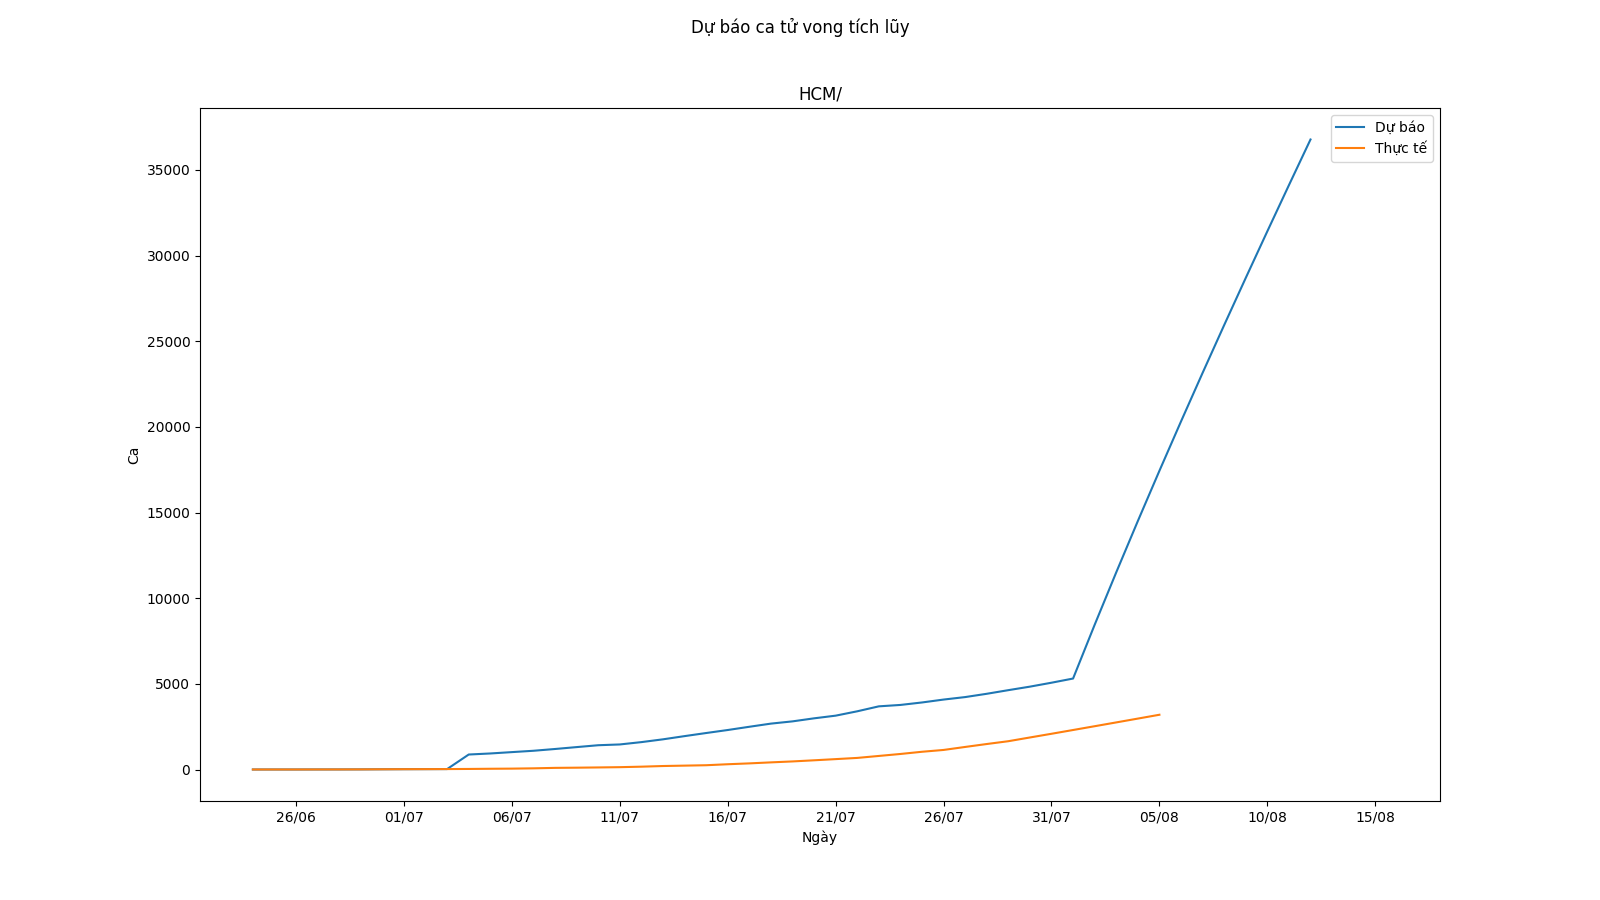 Dự báo ca tử vong tích lũy
HCM/
Dự báo
Thực tế
35000
30000
25000
20000
15000
10000
5000
0
Ca
26/06 01/07 06/07 11/07 16/07 21/07 26/07 31/07 05/08 10/08 15/08
Ngày